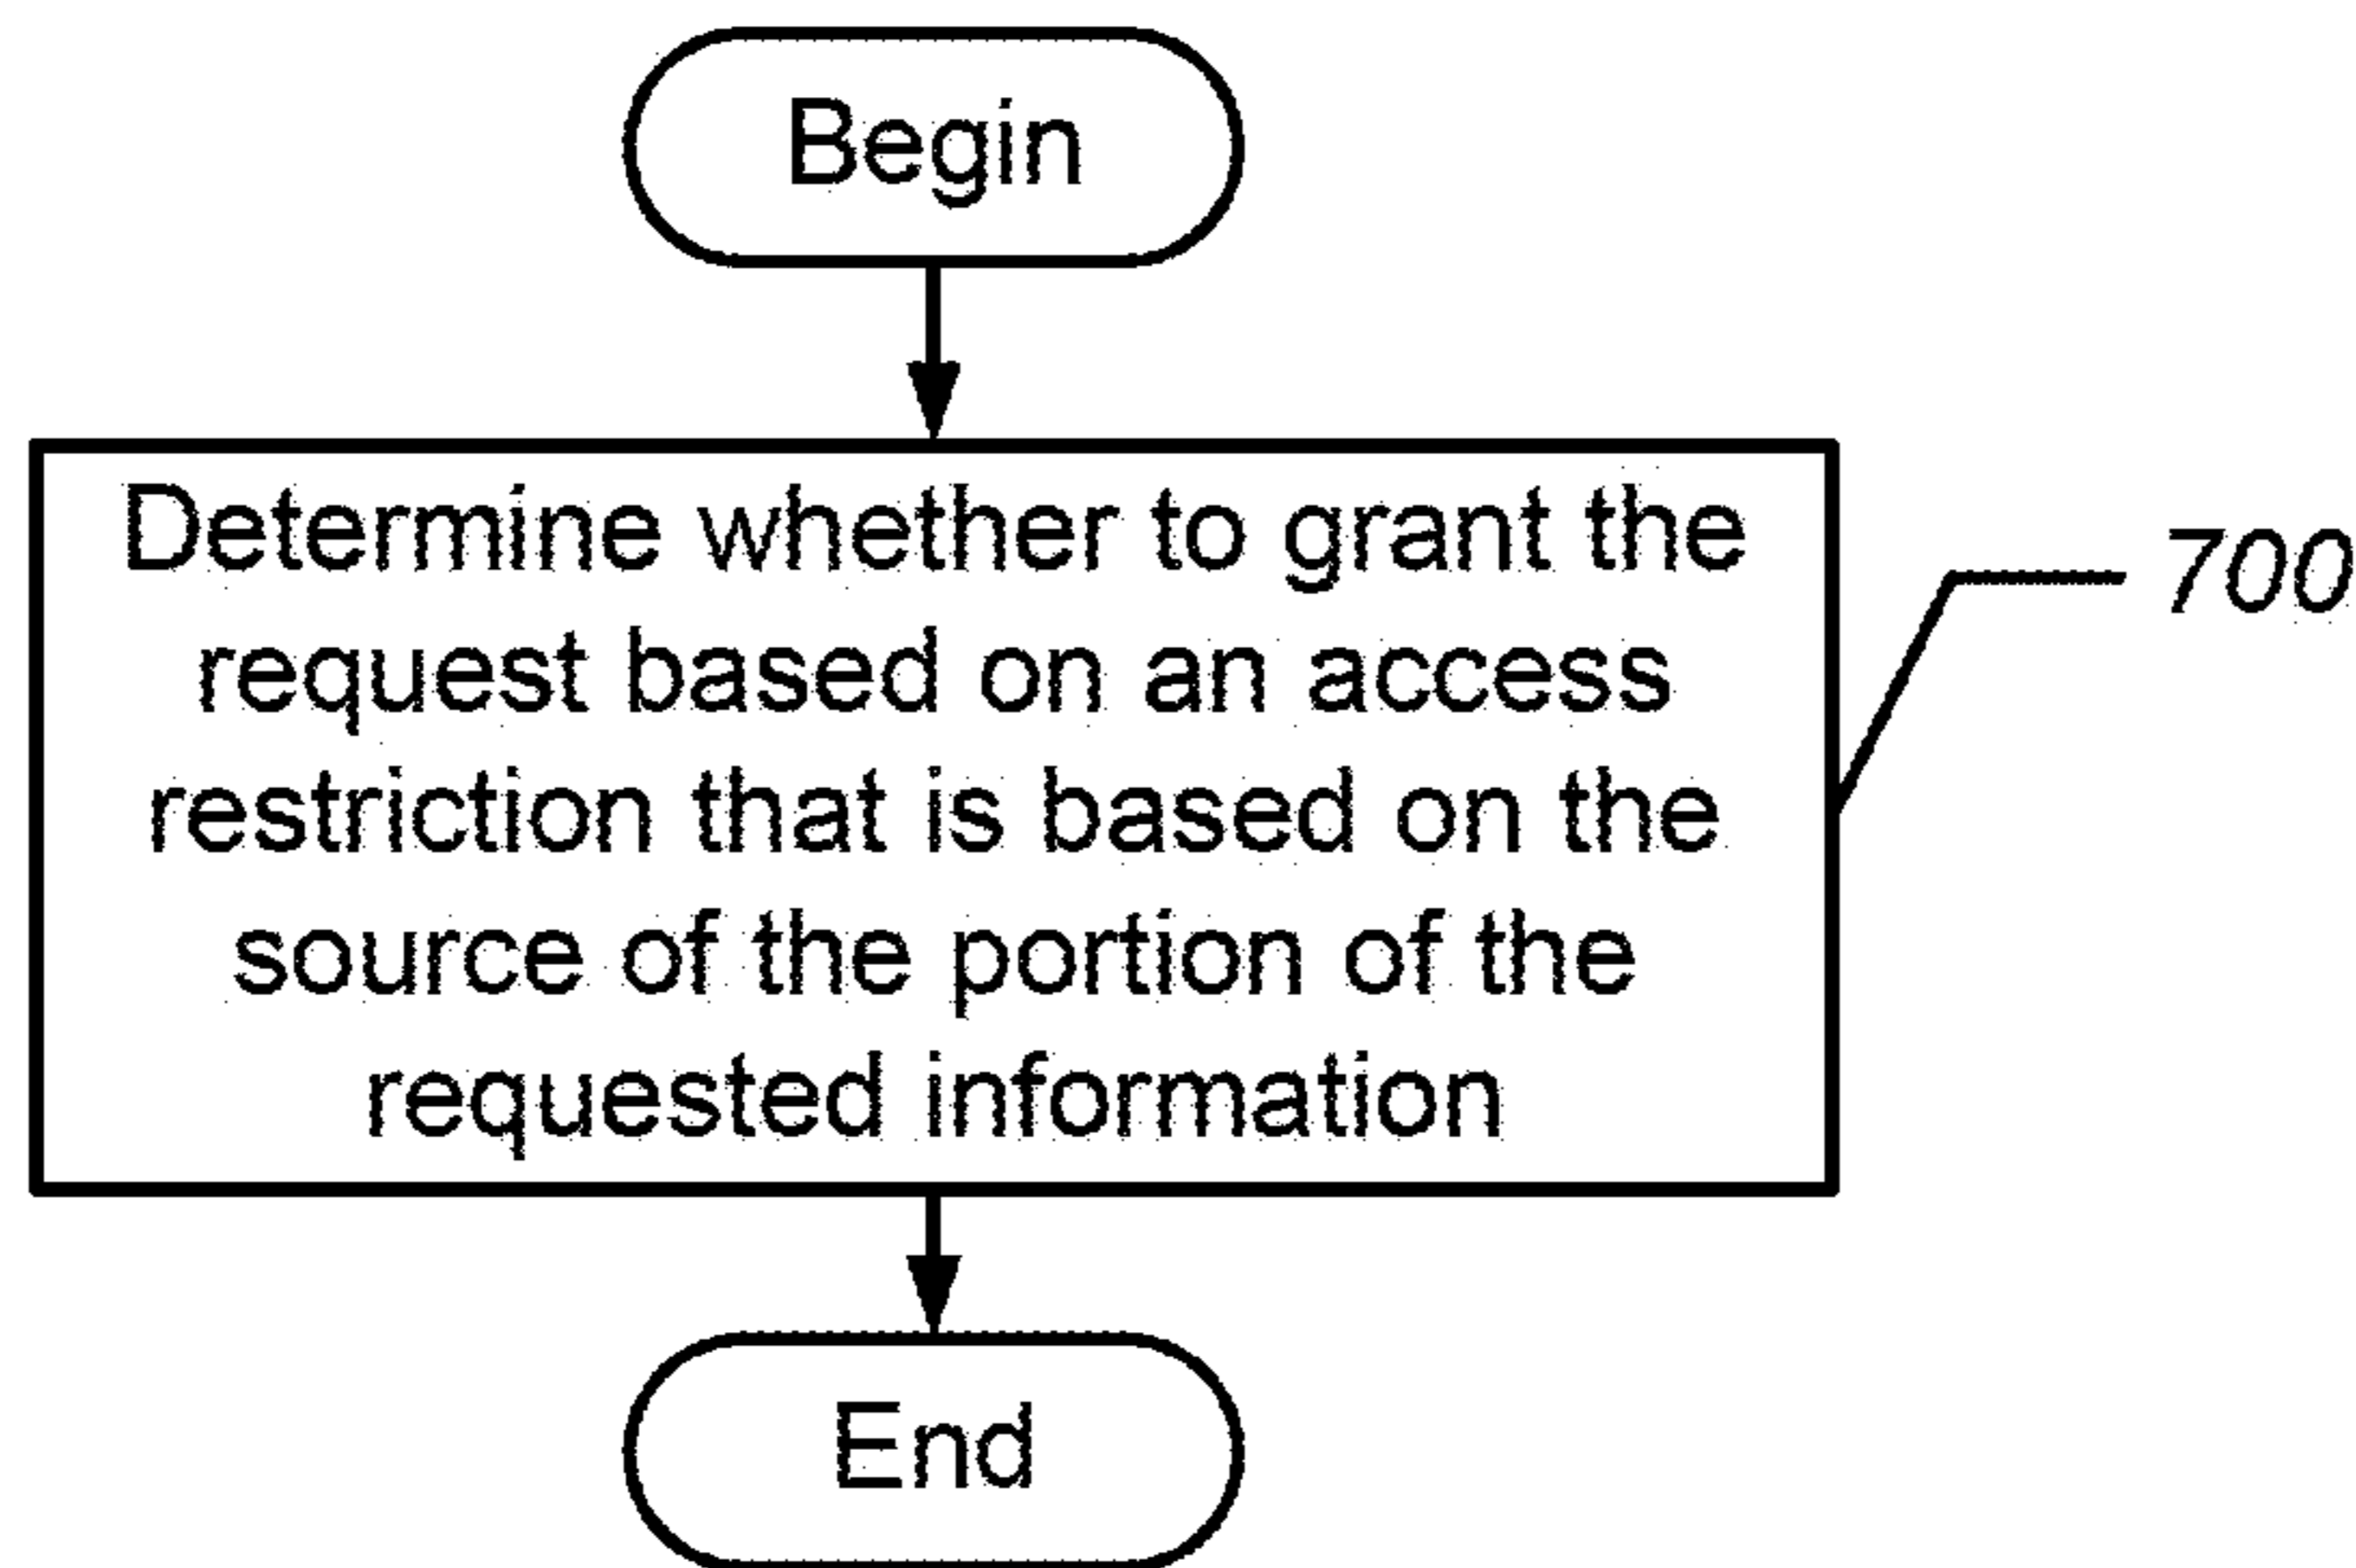 Begin
Determine whether to grant the
request based on an access
restriction that is based on the
source of the portion of the
requested information
700
End